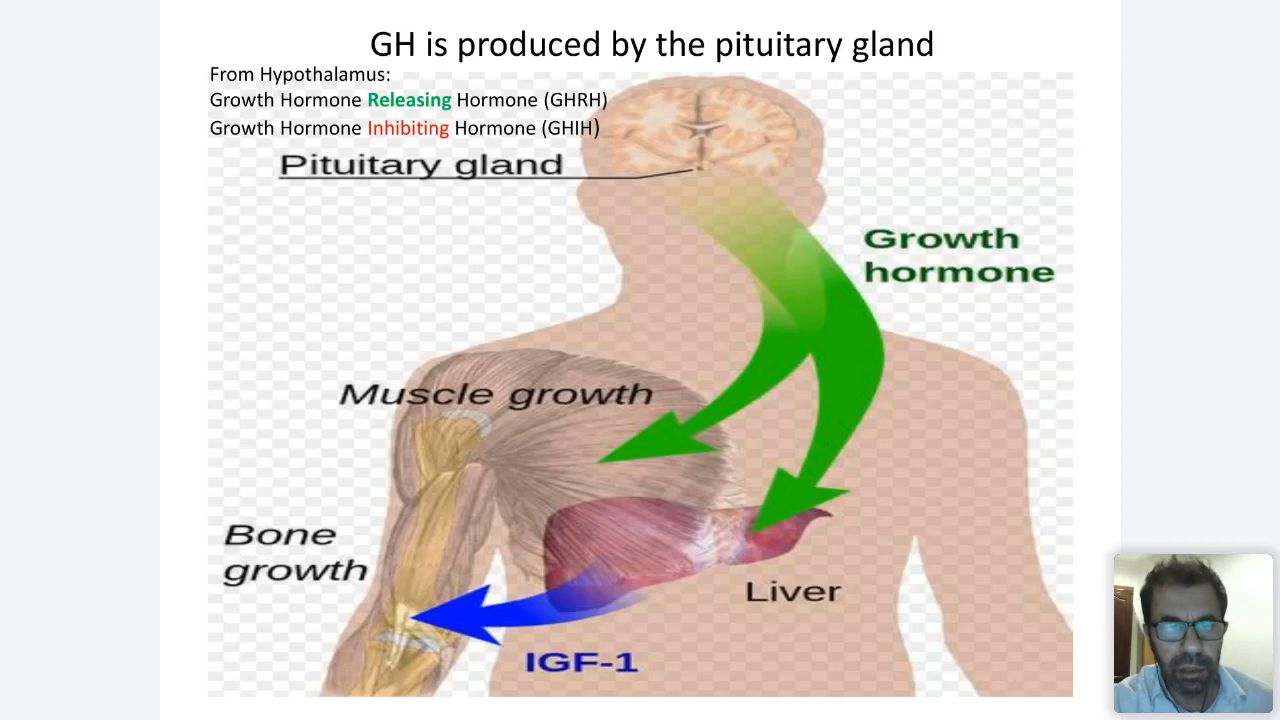 GH is produced by the pituitary gland
From Hypothalamus:
Growth Hormone Releasing Hormone (GHRH)
Growth Hormone Inhibiting Hormone (GHIH)
Pituitary gland
Growth
hormone
Muscle growth
Bone
growth
Liver
IGF-1